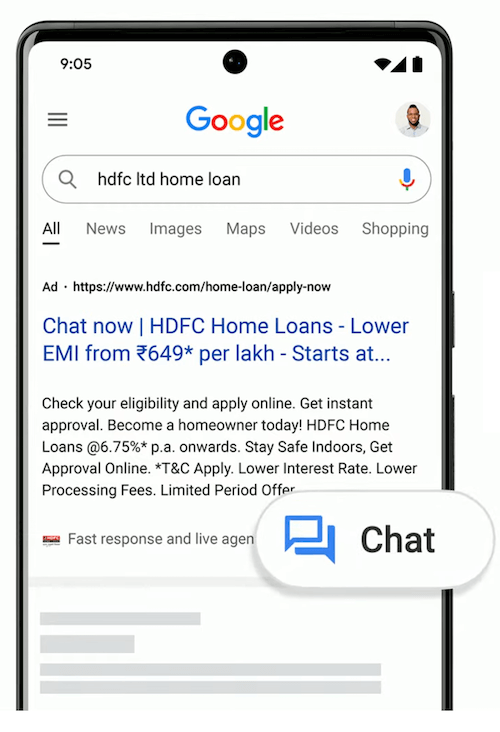 9:05
Google
hdfc ltd home loan
All News Images Maps Videos Shopping
Ad · https://www.hdfc.com/home-loan/apply-now
Chat now | HDFC Home Loans - Lower
EMI from ₹649* per lakh - Starts at...
Check your eligibility and apply online. Get instant
approval. Become a homeowner today! HDFC Home
Loans @6.75%* p.a. onwards. Stay Safe Indoors, Get
Approval Online. *T&C Apply. Lower Interest Rate. Lower
Processing Fees. Limited Period Offer
Fast response and live agen
Chat